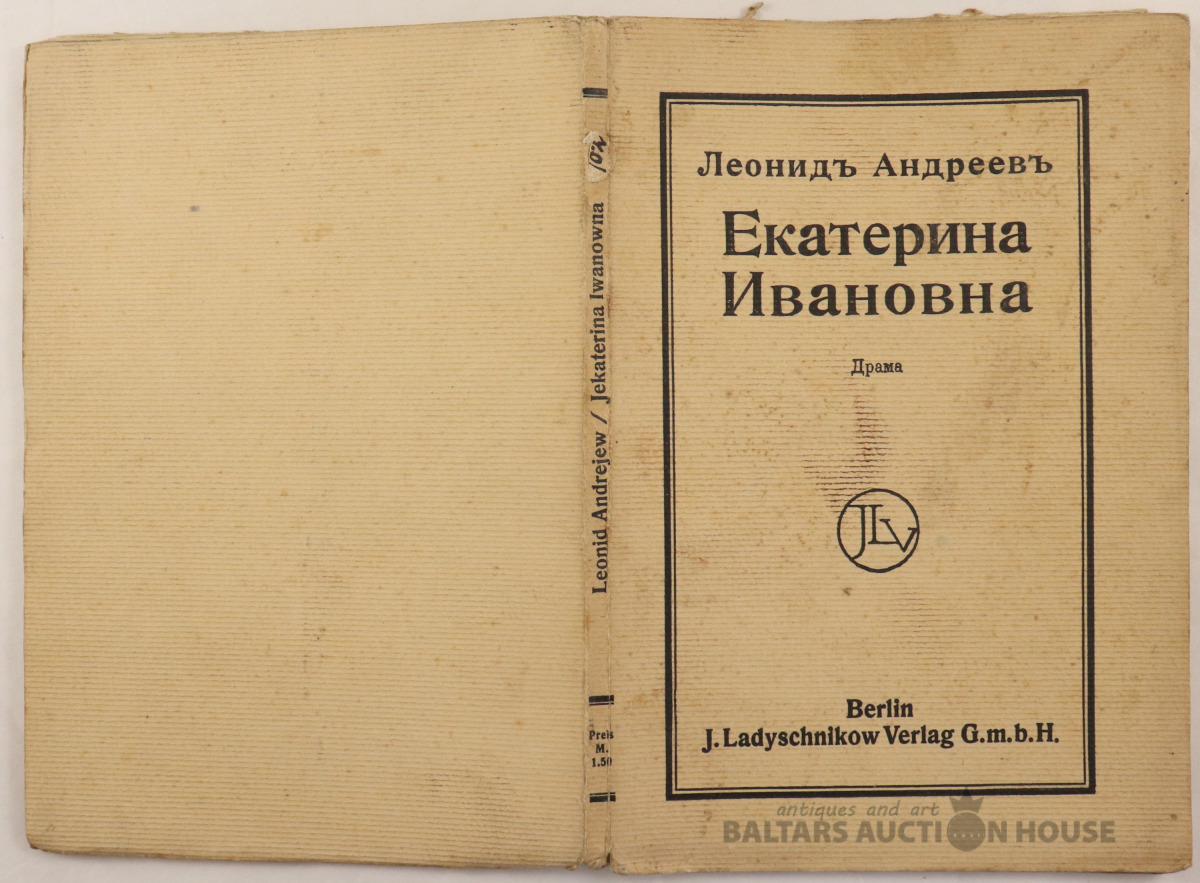 Leonid Andrejew / Jekaterina Iwanowna
Preis
M.
1.50
Леонидъ Андреевъ
Екатерина
Ивановна
Драма
JLV
Berlin
J. Ladyschnikow Verlag G.m.b.H.
antiques and art
BALTARS AUCTION HOUSE